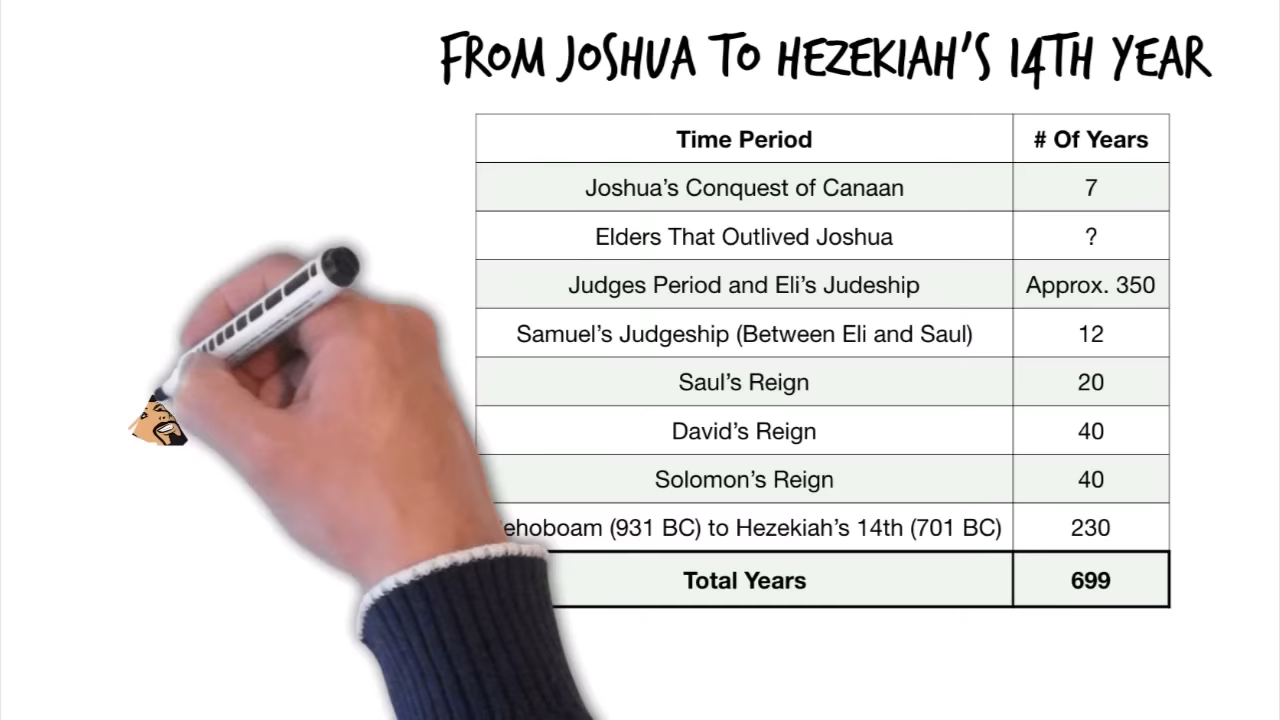 FROM JOSHUA TO HEZEKIAH'S 14TH YEAR
Time Period # Of Years
Joshua's Conquest of Canaan 7
Elders That Outlived Joshua ?
Judges Period and Eli's Judeship Approx. 350
Samuel's Judgeship (Between Eli and Saul) 12
Saul's Reign 20
David's Reign 40
Solomon's Reign 40
ehoboam (931 BC) to Hezekiah's 14th (701 BC) 230
Total Years 699